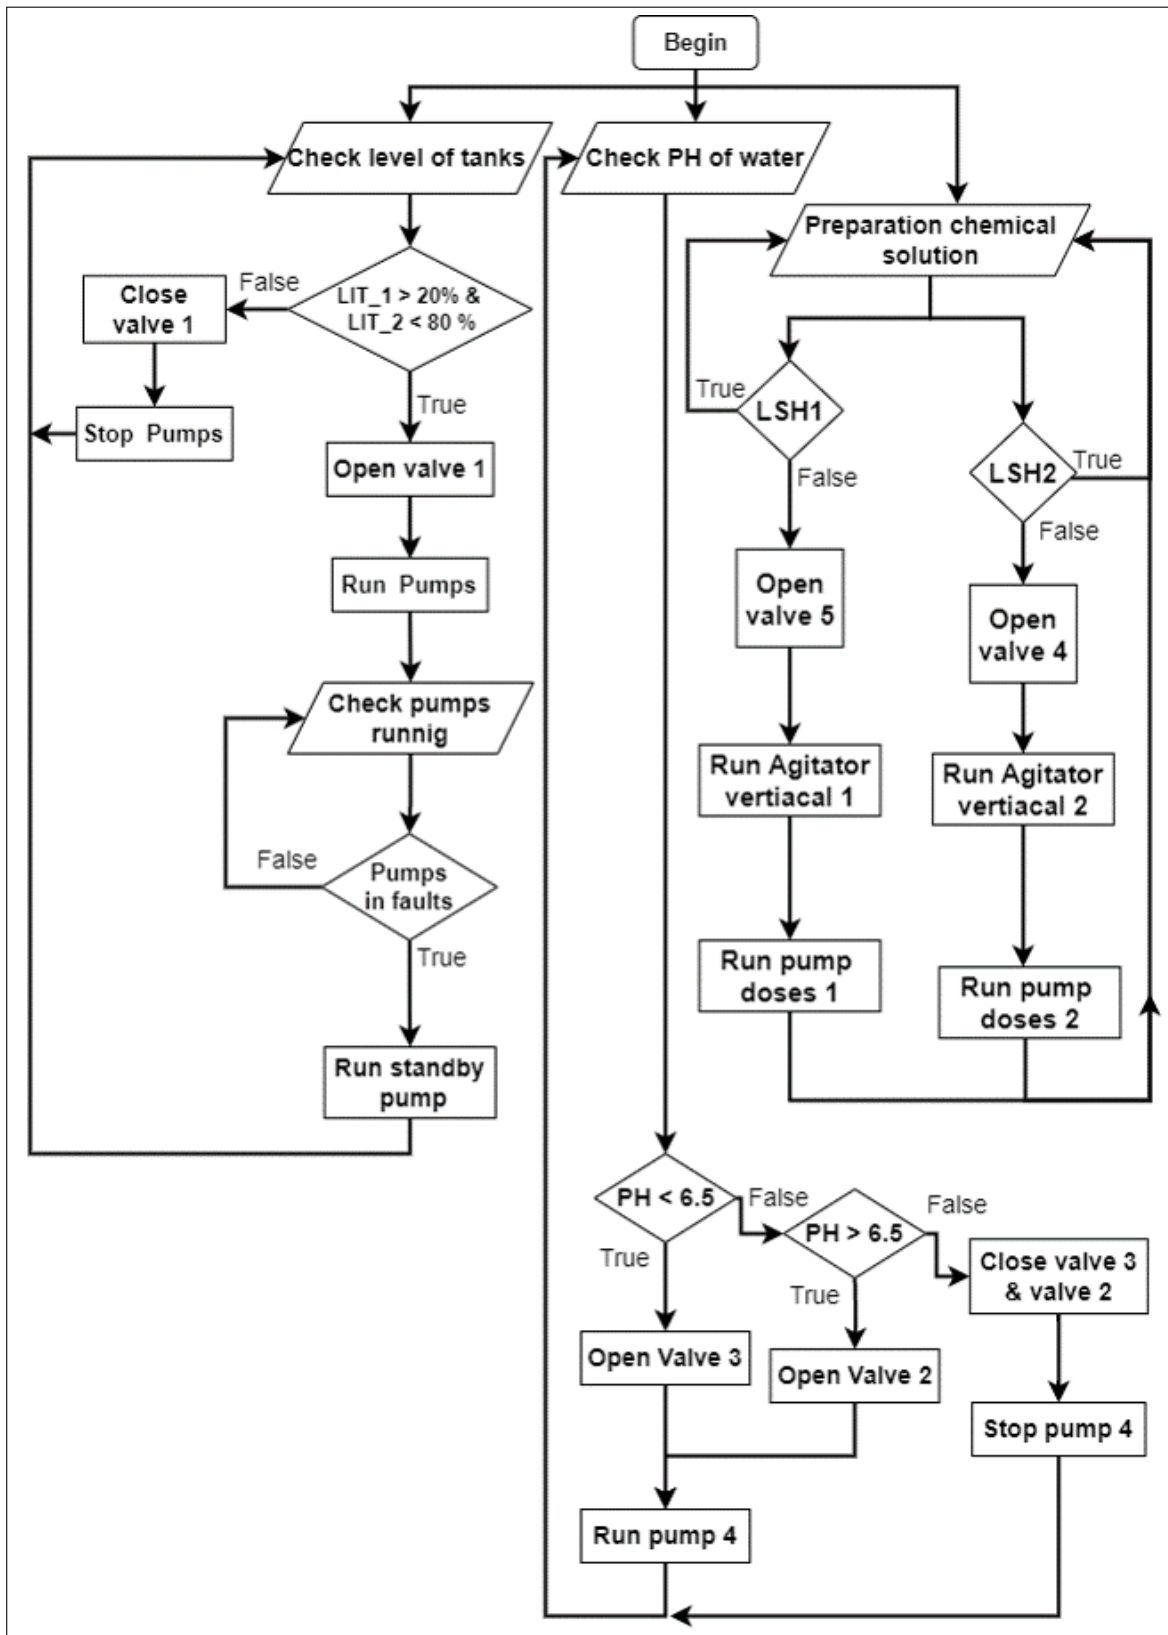 Begin
Check level of tanks
Check PH of water
Preparation chemical
solution
False
Close
valve 1
LIT_1 > 20% &
LIT_2 < 80 %
True
Stop  Pumps
Open valve 1
Run  Pumps
Check pumps
runnig
False
Pumps
in faults
True
Run standby
pump
True
LSH1
False
Open
valve 5
Run Agitator
vertiacal 1
Run pump
doses 1
LSH2
True
False
Open
valve 4
Run Agitator
vertiacal 2
Run pump
doses 2
PH < 6.5
False
True
PH > 6.5
False
True
Close valve 3
& valve 2
Open Valve 3
Open Valve 2
Stop pump 4
Run pump 4